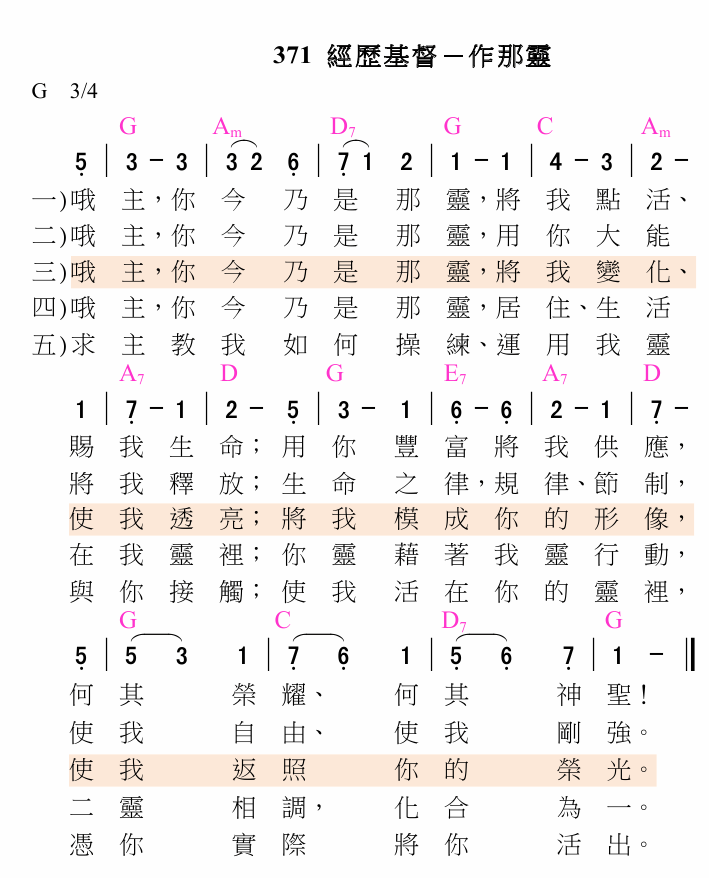 371 經歷基督－作那靈
G 3/4
G Am D7 G C Am
5̣ | 3 - 3 | 3 2 6̣ | 7̣ 1 2 | 1 - 1 | 4 - 3 | 2 -
一)哦 主，你 今 乃 是 那 靈，將 我 點 活、
二)哦 主，你 今 乃 是 那 靈，用 你 大 能
三)哦 主，你 今 乃 是 那 靈，將 我 變 化、
四)哦 主，你 今 乃 是 那 靈，居 住、生 活
五)求 主 教 我 如 何 操 練、運 用 我 靈
A7 D G E7 A7 D
1 | 7̣ - 1 | 2 - 5̣ | 3 - 1 | 6̣ - 6̣ | 2 - 1 | 7̣ -
賜 我 生 命；用 你 豐 富 將 我 供 應，
將 我 釋 放；生 命 之 律，規 律、節 制，
使 我 透 亮；將 我 模 成 你 的 形 像，
在 我 靈 裡；你 靈 藉 著 我 靈 行 動，
與 你 接 觸；使 我 活 在 你 的 靈 裡，
G C D7 G
5̣ | 5 3 1 | 7̣ 6̣ 1 | 5̣ 6̣ 7̣ | 1 - ‖
何 其 榮 耀、 何 其 神 聖！
使 我 自 由、 使 我 剛 強。
使 我 返 照 你 的 榮 光。
二 靈 相 調， 化 合 為 一。
憑 你 實 際 將 你 活 出。